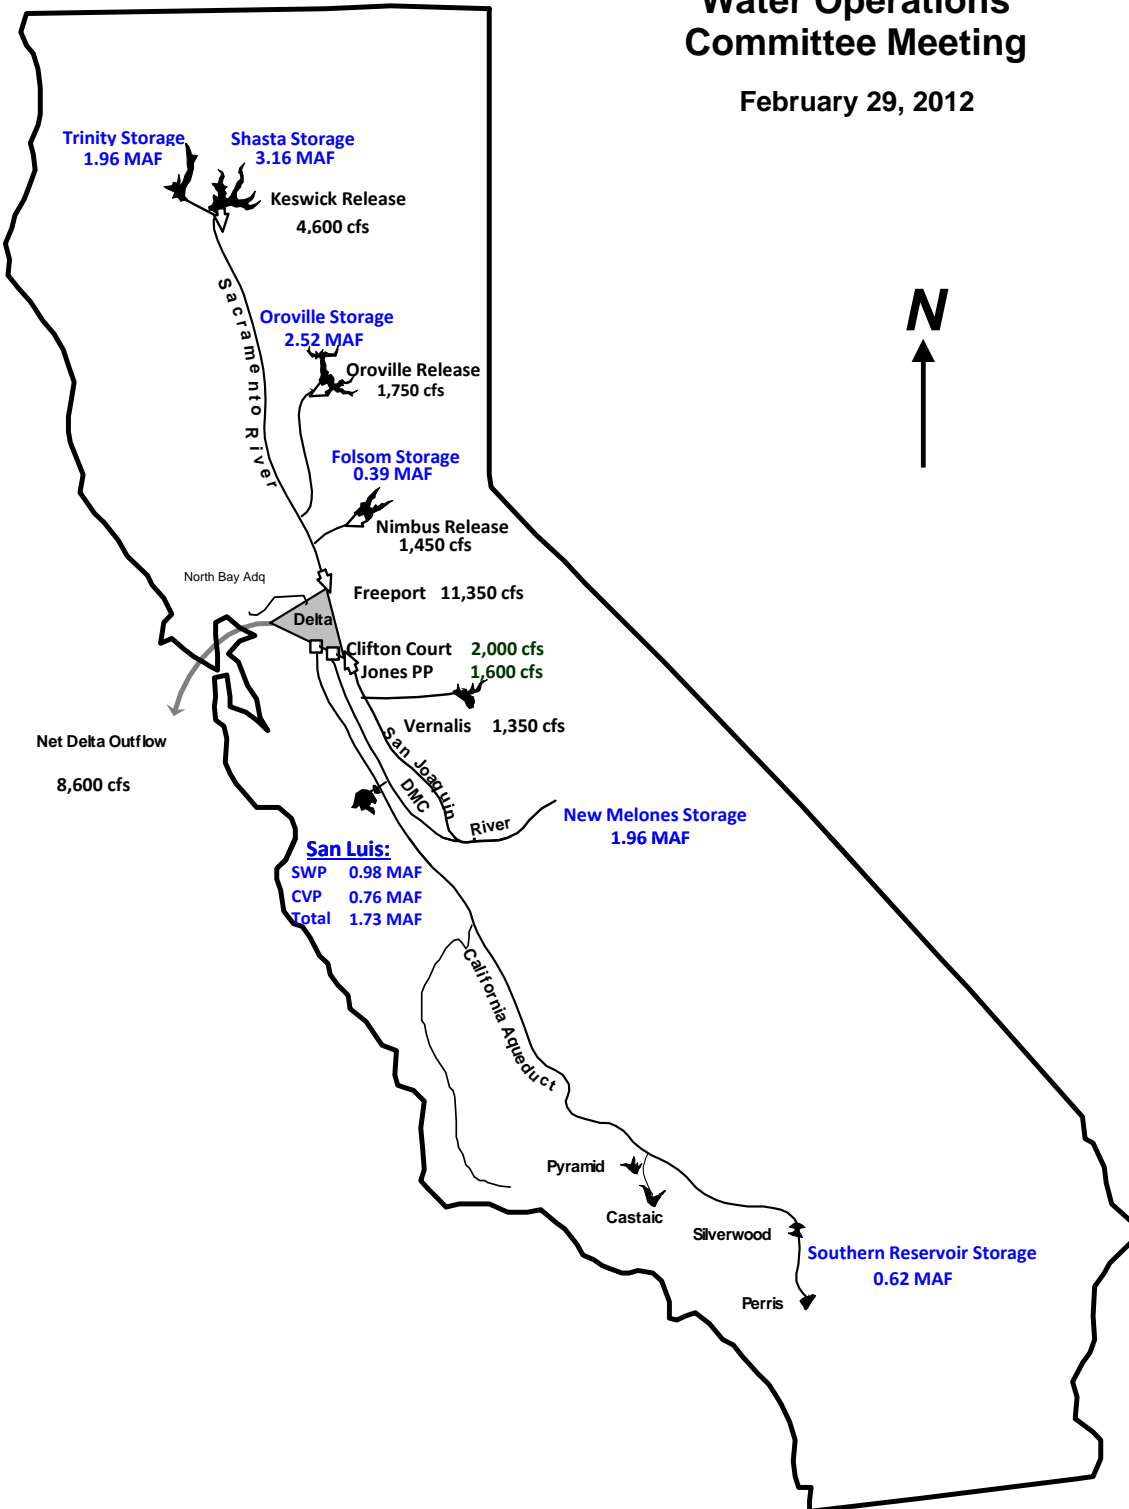 Water Operations
Committee Meeting
February 29, 2012
Trinity Storage
1.96 MAF
Shasta Storage
3.16 MAF
Keswick Release
4,600 cfs
Sacramento River
N
Oroville Storage
2.52 MAF
Oroville Release
1,750 cfs
Folsom Storage
0.39 MAF
Nimbus Release
1,450 cfs
North Bay Adq
Freeport 11,350 cfs
Delta
Clifton Court 2,000 cfs
Jones PP 1,600 cfs
Vernalis 1,350 cfs
Net Delta Outflow
8,600 cfs
San Joaquin River
DMC
New Melones Storage
1.96 MAF
San Luis:
SWP 0.98 MAF
CVP 0.76 MAF
Total 1.73 MAF
California Aqueduct
Pyramid
Castaic
Silverwood
Southern Reservoir Storage
0.62 MAF
Perris